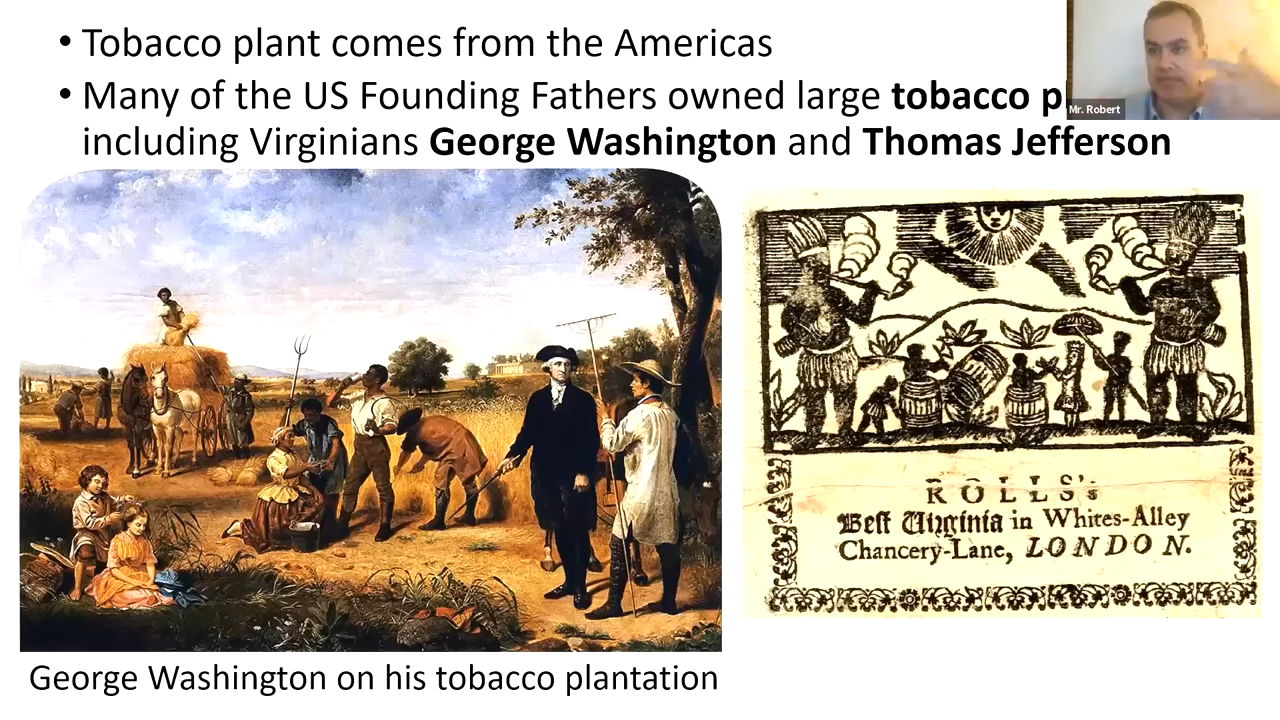 • Tobacco plant comes from the Americas
• Many of the US Founding Fathers owned large tobacco
including Virginians George Washington and Thomas Jefferson
Mr. Robert
ROLLS's
Best Virginia in Whites-Alley
Chancery-Lane, LONDON.
George Washington on his tobacco plantation